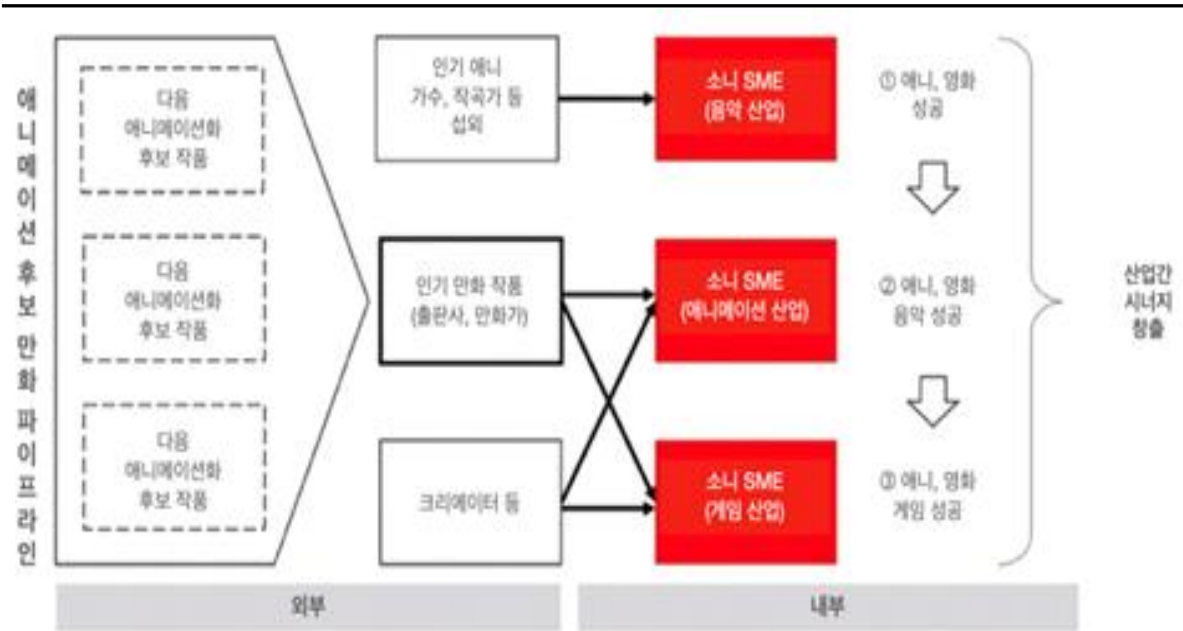 애니메이션 후보 만화 파이프라인
다음
애니메이션화
후보 작품
다음
애니메이션화
후보 작품
다음
애니메이션화
후보 작품
인기 애니
가수, 작곡가 등
섭외
인기 만화 작품
(출판사, 만화가)
크리에이터 등
소니 SME
(음악 산업)
소니 SME
(애니메이션 산업)
소니 SME
(게임 산업)
① 애니, 영화
성공
② 애니, 영화
음악 성공
③ 애니, 영화
게임 성공
산업간
시너지
창출
외부
내부